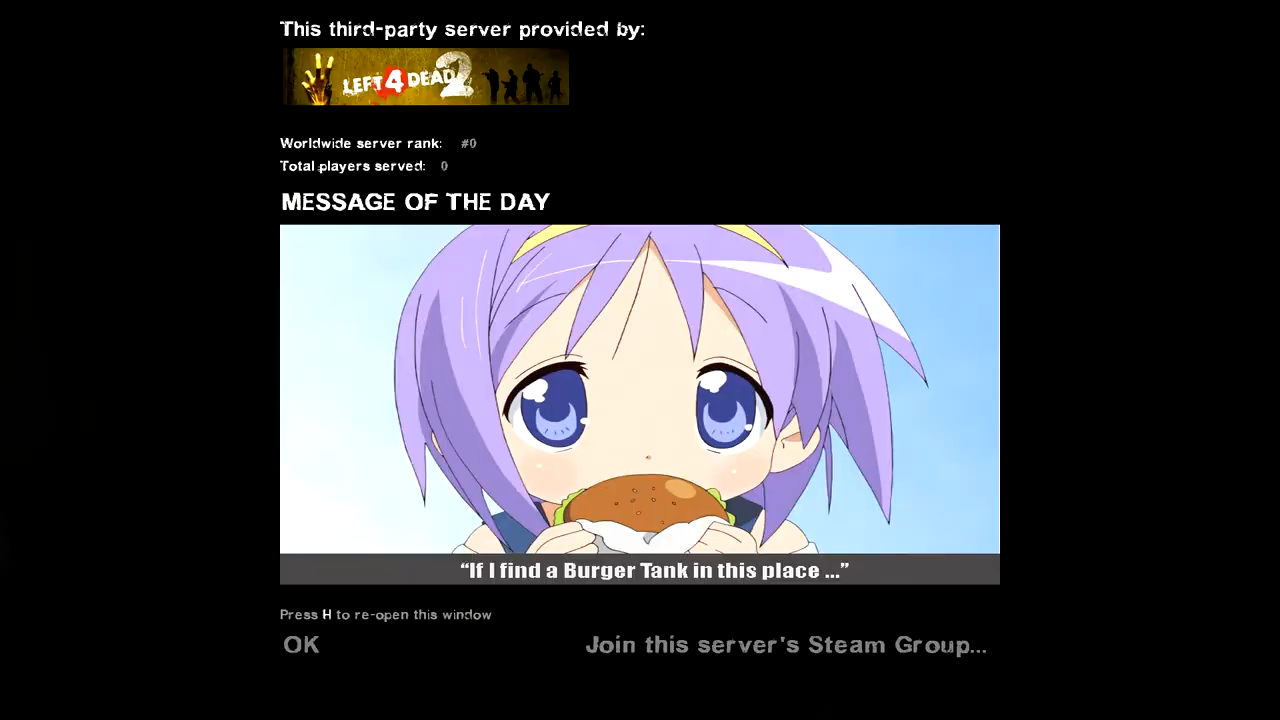 This third-party server provided by:
LEFT 4 DEAD 2
Worldwide server rank: #0
Total players served: 0
MESSAGE OF THE DAY
“If I find a Burger Tank in this place ...”
Press H to re-open this window
OK
Join this server's Steam Group...